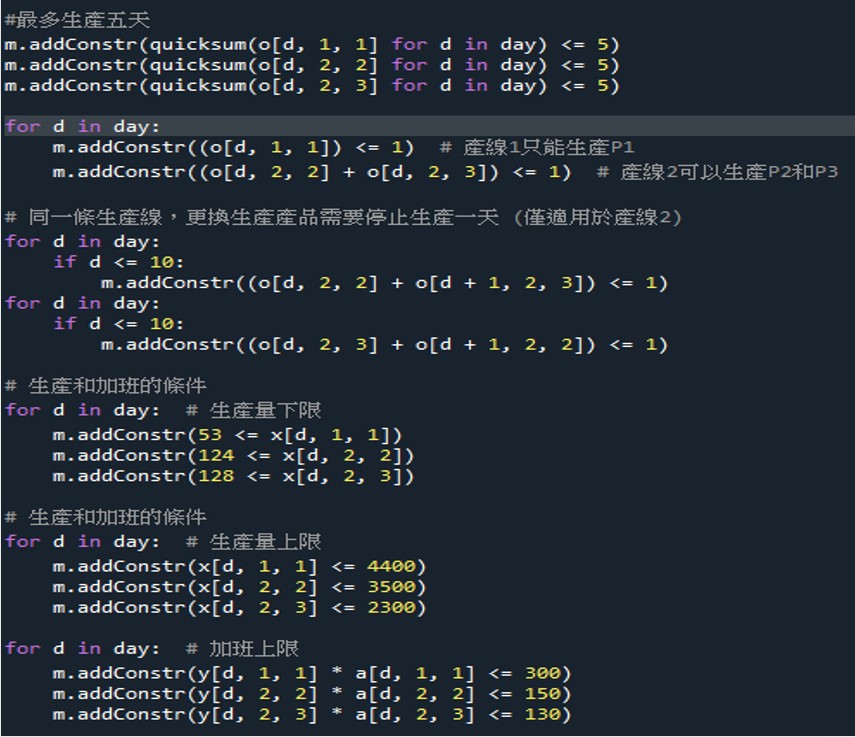 #最多生產五天
m.addConstr(quicksum(o[d, 1, 1] for d in day) <= 5)
m.addConstr(quicksum(o[d, 2, 2] for d in day) <= 5)
m.addConstr(quicksum(o[d, 2, 3] for d in day) <= 5)

for d in day:
    m.addConstr((o[d, 1, 1]) <= 1)  # 產線1只能生產P1
    m.addConstr((o[d, 2, 2] + o[d, 2, 3]) <= 1)  # 產線2可以生產P2和P3

# 同一條生產線，更換生產產品需要停止生產一天 (僅適用於產線2)
for d in day:
    if d <= 10:
        m.addConstr((o[d, 2, 2] + o[d + 1, 2, 3]) <= 1)
for d in day:
    if d <= 10:
        m.addConstr((o[d, 2, 3] + o[d + 1, 2, 2]) <= 1)

# 生產和加班的條件
for d in day:  # 生產量下限
    m.addConstr(53 <= x[d, 1, 1])
    m.addConstr(124 <= x[d, 2, 2])
    m.addConstr(128 <= x[d, 2, 3])

# 生產和加班的條件
for d in day:  # 生產量上限
    m.addConstr(x[d, 1, 1] <= 4400)
    m.addConstr(x[d, 2, 2] <= 3500)
    m.addConstr(x[d, 2, 3] <= 2300)

for d in day:  # 加班上限
    m.addConstr(y[d, 1, 1] * a[d, 1, 1] <= 300)
    m.addConstr(y[d, 2, 2] * a[d, 2, 2] <= 150)
    m.addConstr(y[d, 2, 3] * a[d, 2, 3] <= 130)